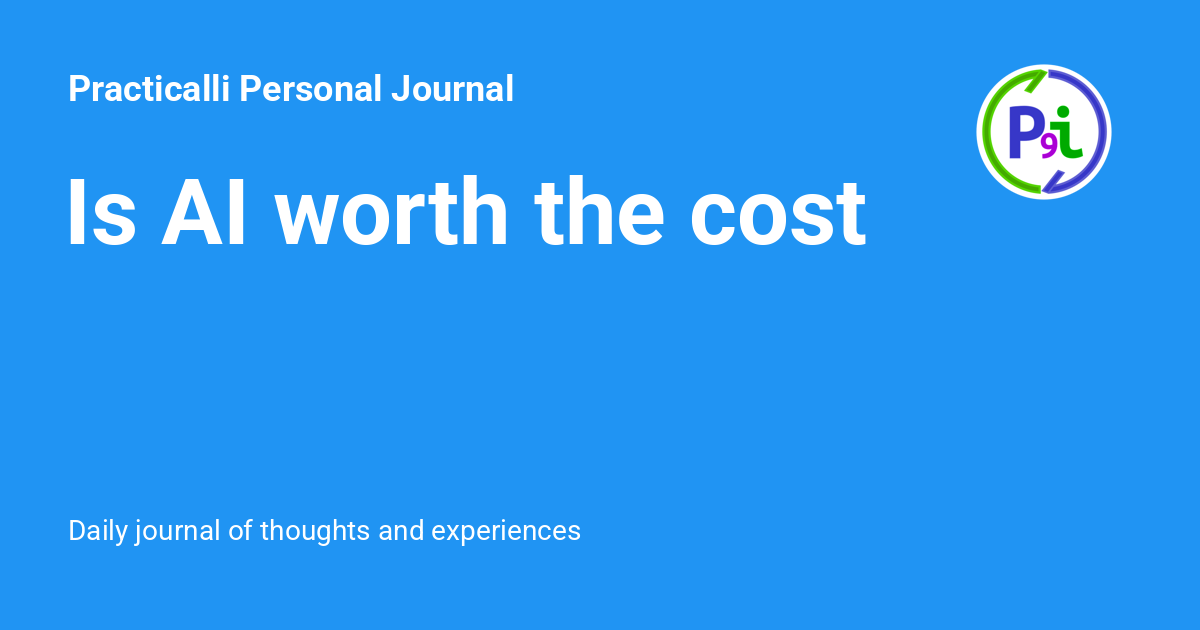 Practicalli Personal Journal
P9i
Is AI worth the cost
Daily journal of thoughts and experiences